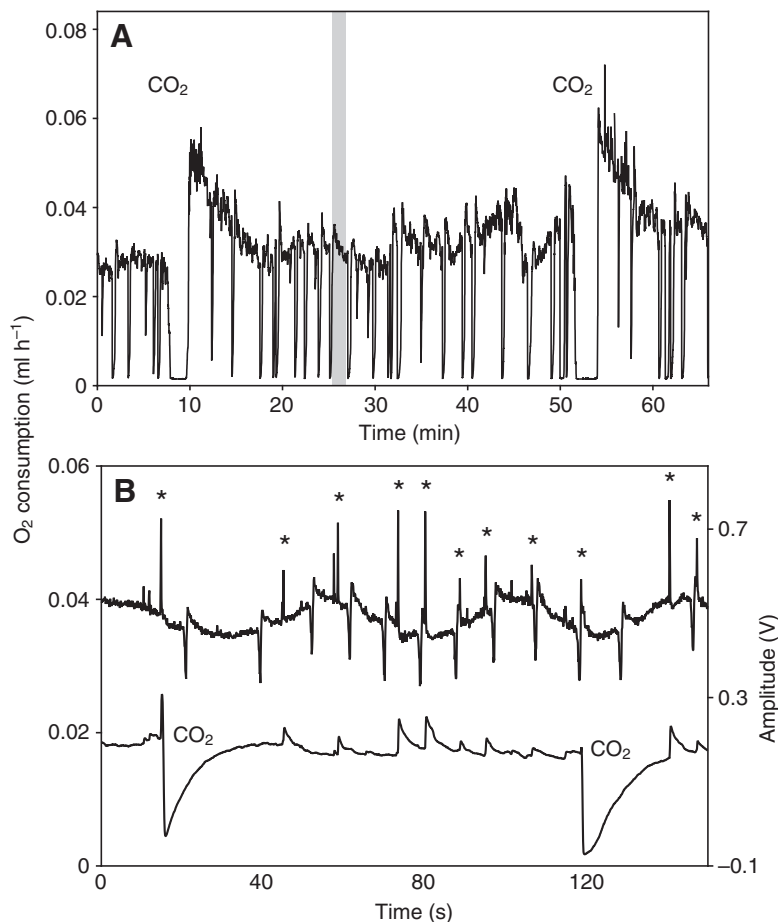 A
CO₂
CO₂
0.08
0.06
0.04
0.02
0
0 10 20 30 40 50 60
Time (min)
O₂ consumption (ml h⁻¹)
B
* * * * * * * * * * *
0.06
0.04
0.02
0
0.7
0.3
–0.1
Amplitude (V)
CO₂
CO₂
0 40 80 120
Time (s)